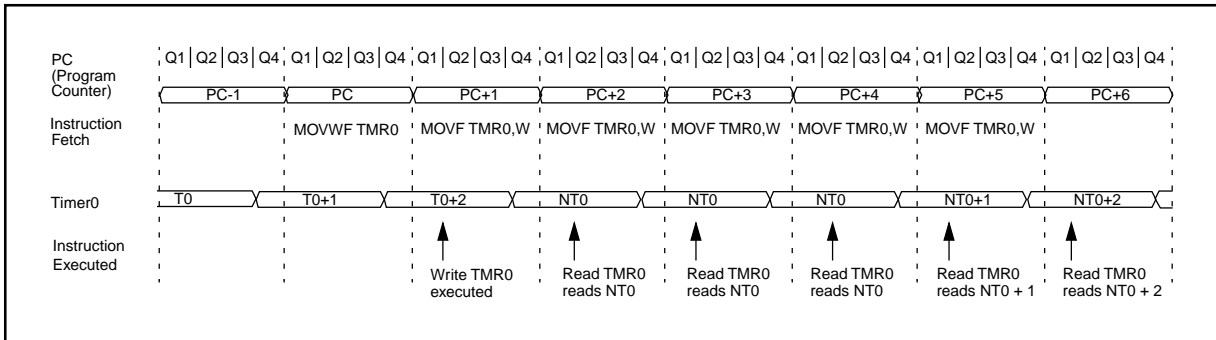 PC
(Program
Counter)
Q1 Q2 Q3 Q4 Q1 Q2 Q3 Q4 Q1 Q2 Q3 Q4 Q1 Q2 Q3 Q4 Q1 Q2 Q3 Q4 Q1 Q2 Q3 Q4 Q1 Q2 Q3 Q4 Q1 Q2 Q3 Q4
PC-1 PC PC+1 PC+2 PC+3 PC+4 PC+5 PC+6
Instruction
Fetch
MOVWF TMR0 MOVF TMR0,W MOVF TMR0,W MOVF TMR0,W MOVF TMR0,W MOVF TMR0,W
Timer0
T0 T0+1 T0+2 NT0 NT0 NT0 NT0+1 NT0+2
Instruction
Executed
Write TMR0
executed
Read TMR0
reads NT0
Read TMR0
reads NT0
Read TMR0
reads NT0
Read TMR0
reads NT0 + 1
Read TMR0
reads NT0 + 2